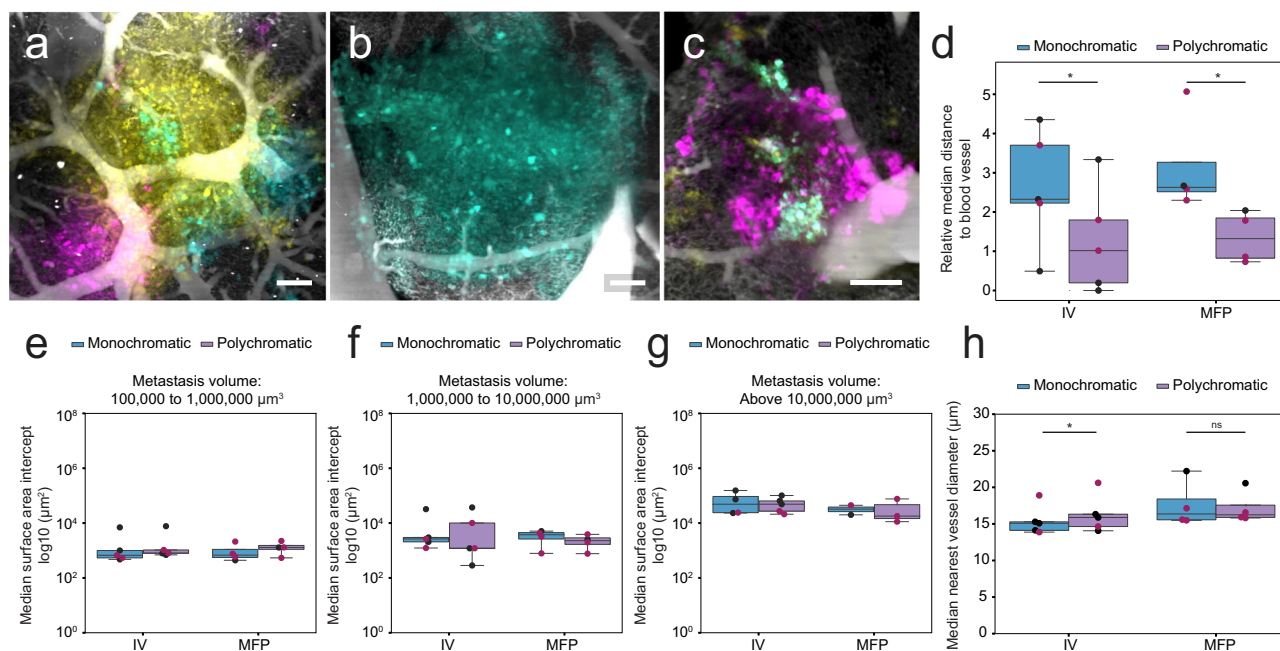 a
b
c
d
Monochromatic Polychromatic
Relative median distance
to blood vessel
* *
5
4
3
2
1
0
IV MFP
e
Monochromatic Polychromatic
Metastasis volume:
100,000 to 1,000,000 µm³
Median surface area intercept
log10 (µm²)
10⁸
10⁶
10⁴
10²
10⁰
IV MFP
f
Monochromatic Polychromatic
Metastasis volume:
1,000,000 to 10,000,000 µm³
Median surface area intercept
log10 (µm²)
10⁸
10⁶
10⁴
10²
10⁰
IV MFP
g
Monochromatic Polychromatic
Metastasis volume:
Above 10,000,000 µm³
Median surface area intercept
log10 (µm²)
10⁸
10⁶
10⁴
10²
10⁰
IV MFP
h
Monochromatic Polychromatic
Median nearest vessel diameter (µm)
* ns
30
25
20
15
10
5
0
IV MFP